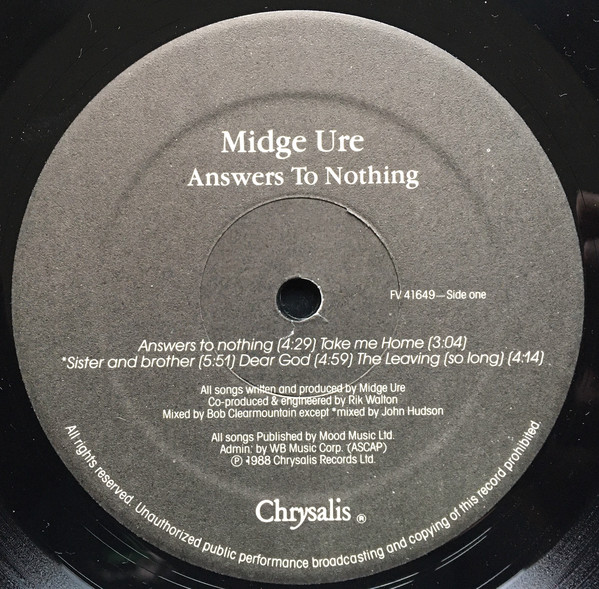 Midge Ure
Answers To Nothing
FV 41649—Side one
Answers to nothing (4:29) Take me Home (3:04)
*Sister and brother (5:51) Dear God (4:59) The Leaving (so long) (4:14)
All songs written and produced by Midge Ure
Co-produced & engineered by Rik Walton
Mixed by Bob Clearmountain except *mixed by John Hudson
All songs Published by Mood Music Ltd.
Admin: by WB Music Corp. (ASCAP)
℗ 1988 Chrysalis Records Ltd.
Chrysalis ®
All rights reserved. Unauthorized public performance broadcasting and copying of this record prohibited.